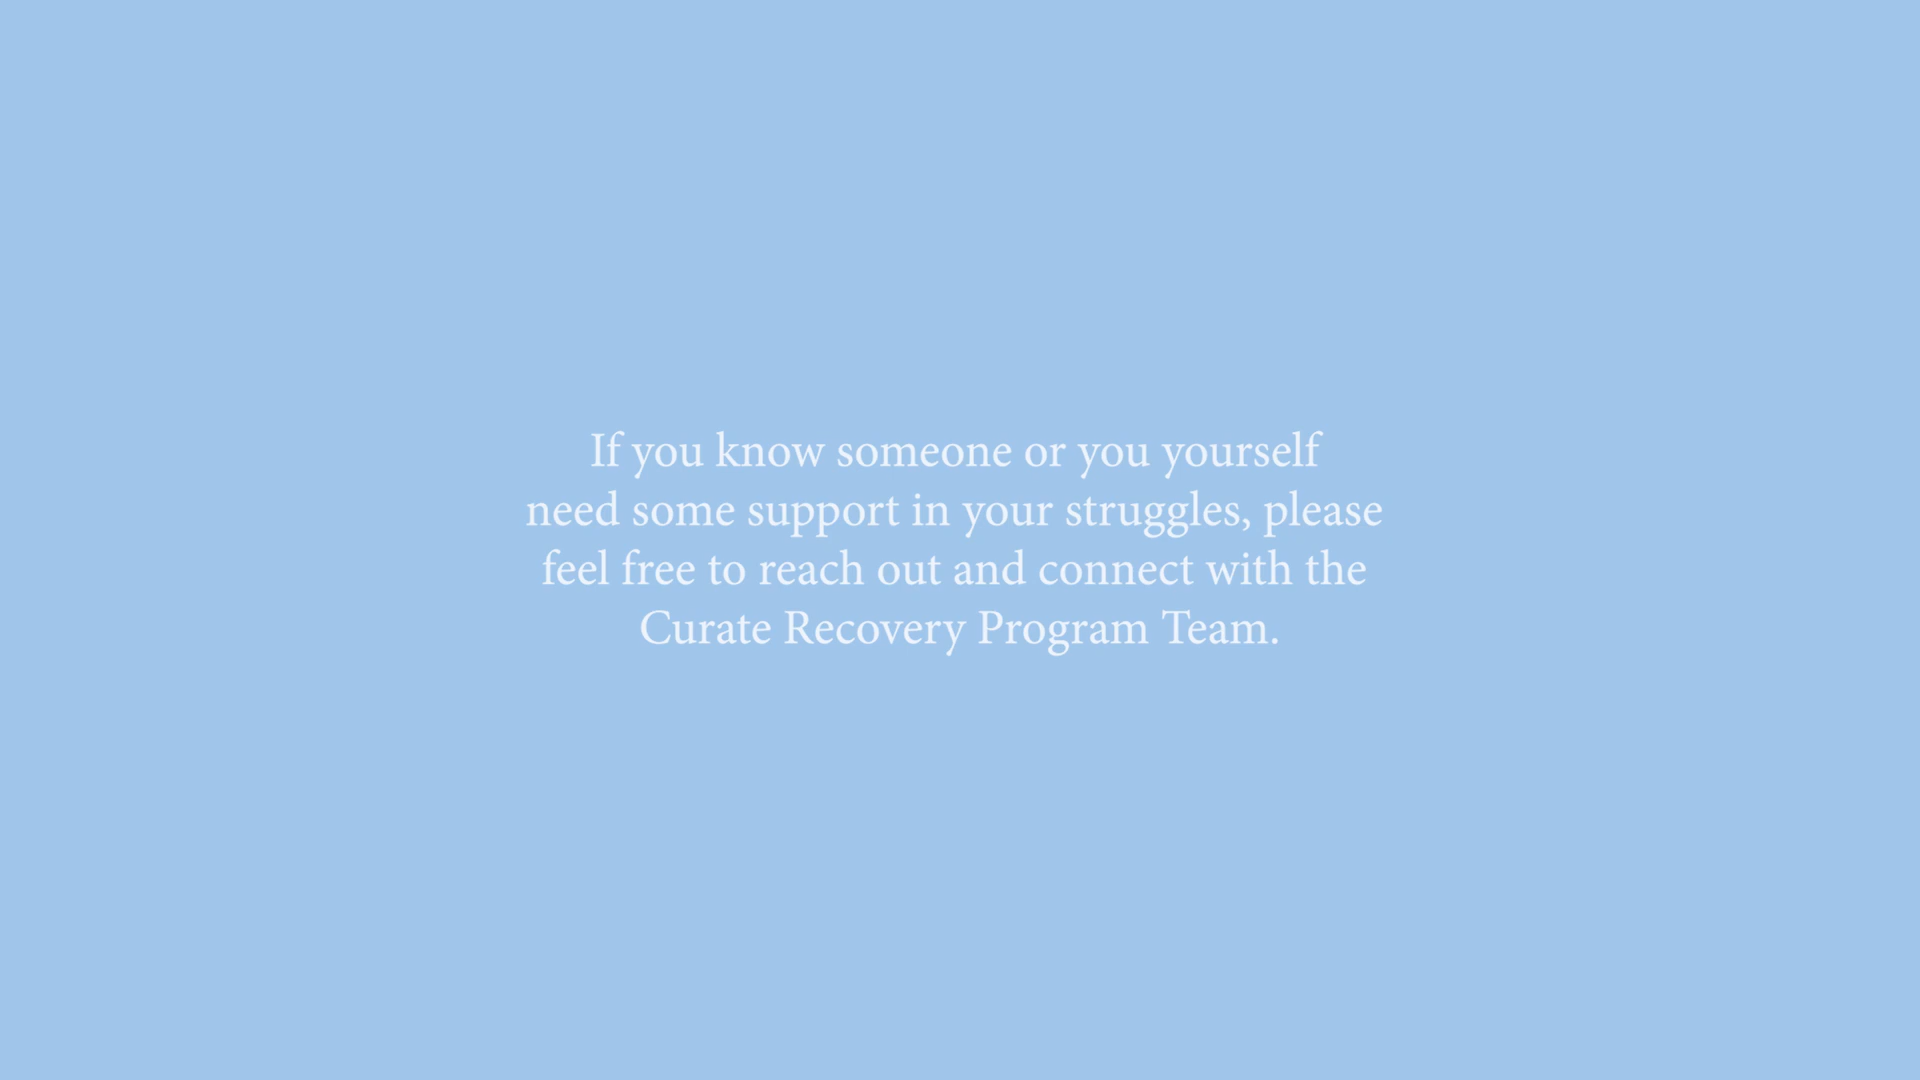 If you know someone or you yourself
need some support in your struggles, please
feel free to reach out and connect with the
Curate Recovery Program Team.